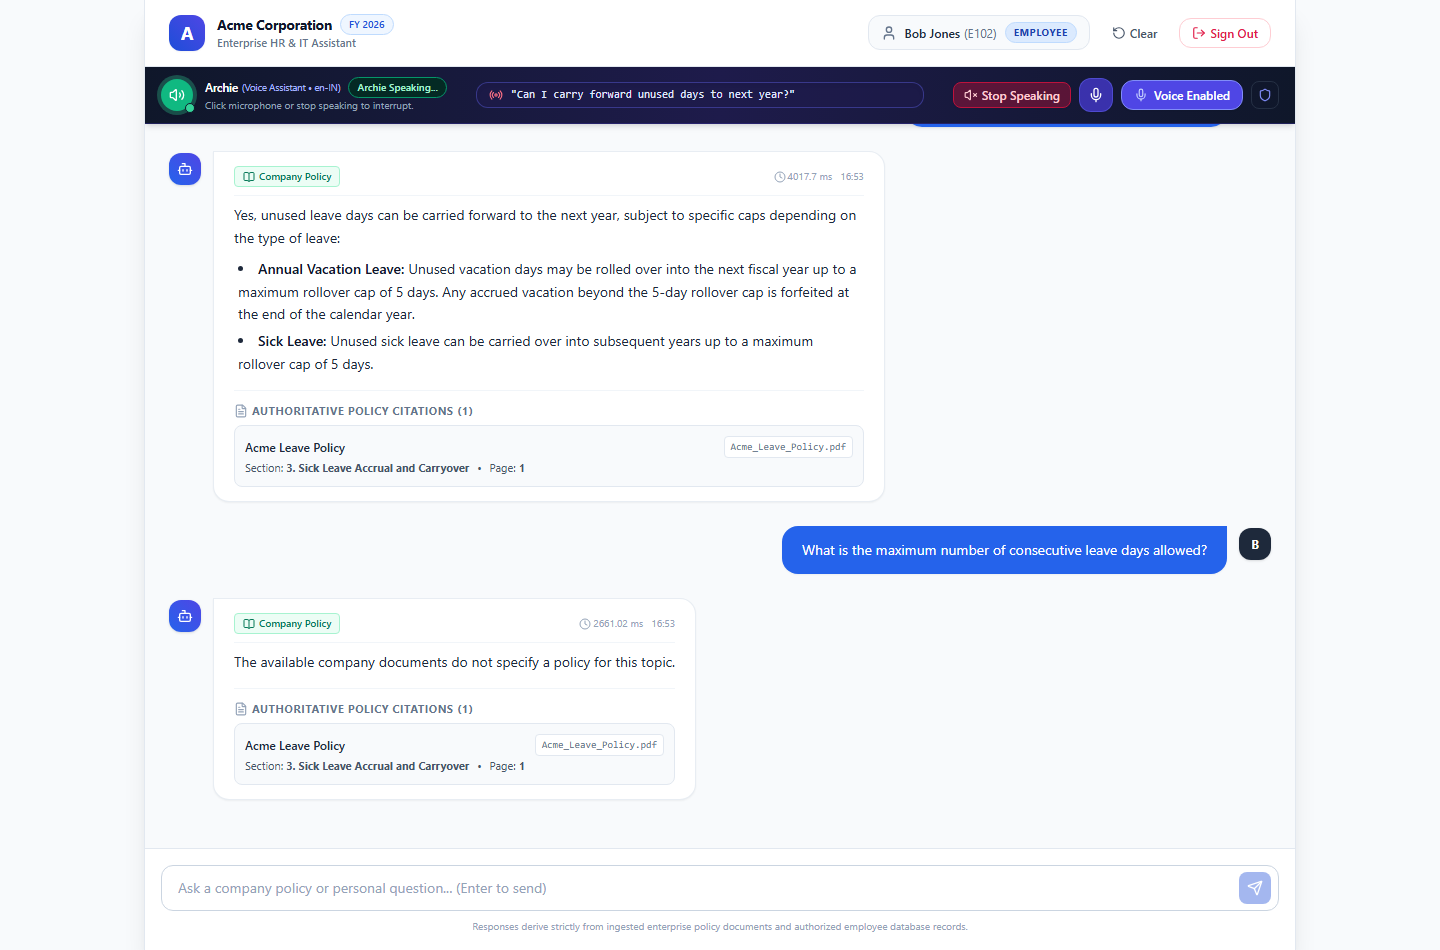 A
Acme Corporation FY 2026
Enterprise HR & IT Assistant
Bob Jones (E102) EMPLOYEE
Clear
Sign Out
Archie (Voice Assistant • en-IN) Archie Speaking...
Click microphone or stop speaking to interrupt.
"Can I carry forward unused days to next year?"
Stop Speaking
Voice Enabled
Company Policy
4017.7 ms 16:53
Yes, unused leave days can be carried forward to the next year, subject to specific caps depending on
the type of leave:
• Annual Vacation Leave: Unused vacation days may be rolled over into the next fiscal year up to a
maximum rollover cap of 5 days. Any accrued vacation beyond the 5-day rollover cap is forfeited at
the end of the calendar year.
• Sick Leave: Unused sick leave can be carried over into subsequent years up to a maximum
rollover cap of 5 days.
AUTHORITATIVE POLICY CITATIONS (1)
Acme Leave Policy
Acme_Leave_Policy.pdf
Section: 3. Sick Leave Accrual and Carryover • Page: 1
What is the maximum number of consecutive leave days allowed?
B
Company Policy
2661.02 ms 16:53
The available company documents do not specify a policy for this topic.
AUTHORITATIVE POLICY CITATIONS (1)
Acme Leave Policy
Acme_Leave_Policy.pdf
Section: 3. Sick Leave Accrual and Carryover • Page: 1
Ask a company policy or personal question... (Enter to send)
Responses derive strictly from ingested enterprise policy documents and authorized employee database records.